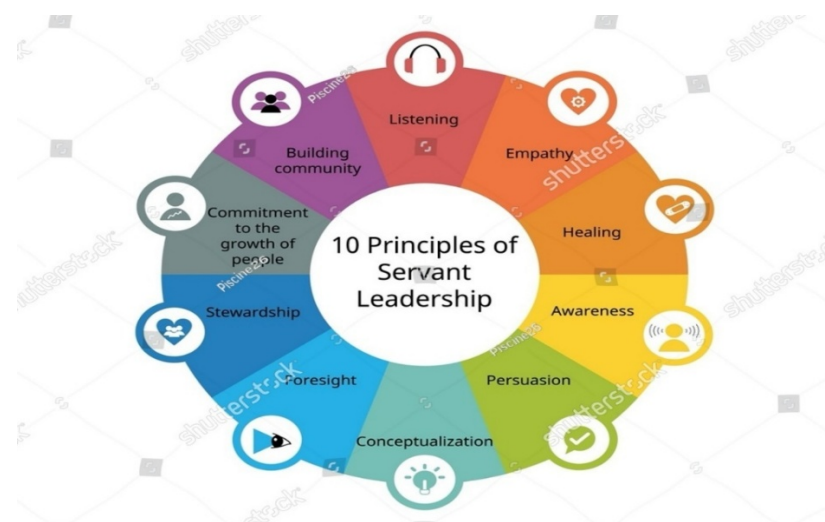 10 Principles of
Servant
Leadership
Listening
Empathy
Healing
Awareness
Persuasion
Conceptualization
Foresight
Stewardship
Commitment
to the
growth of
people
Building
community
shutterstock
shutterstock
shutterstock
shutterstock
shutterstock
shutterstock
Piscine26
Piscine26
Piscine26